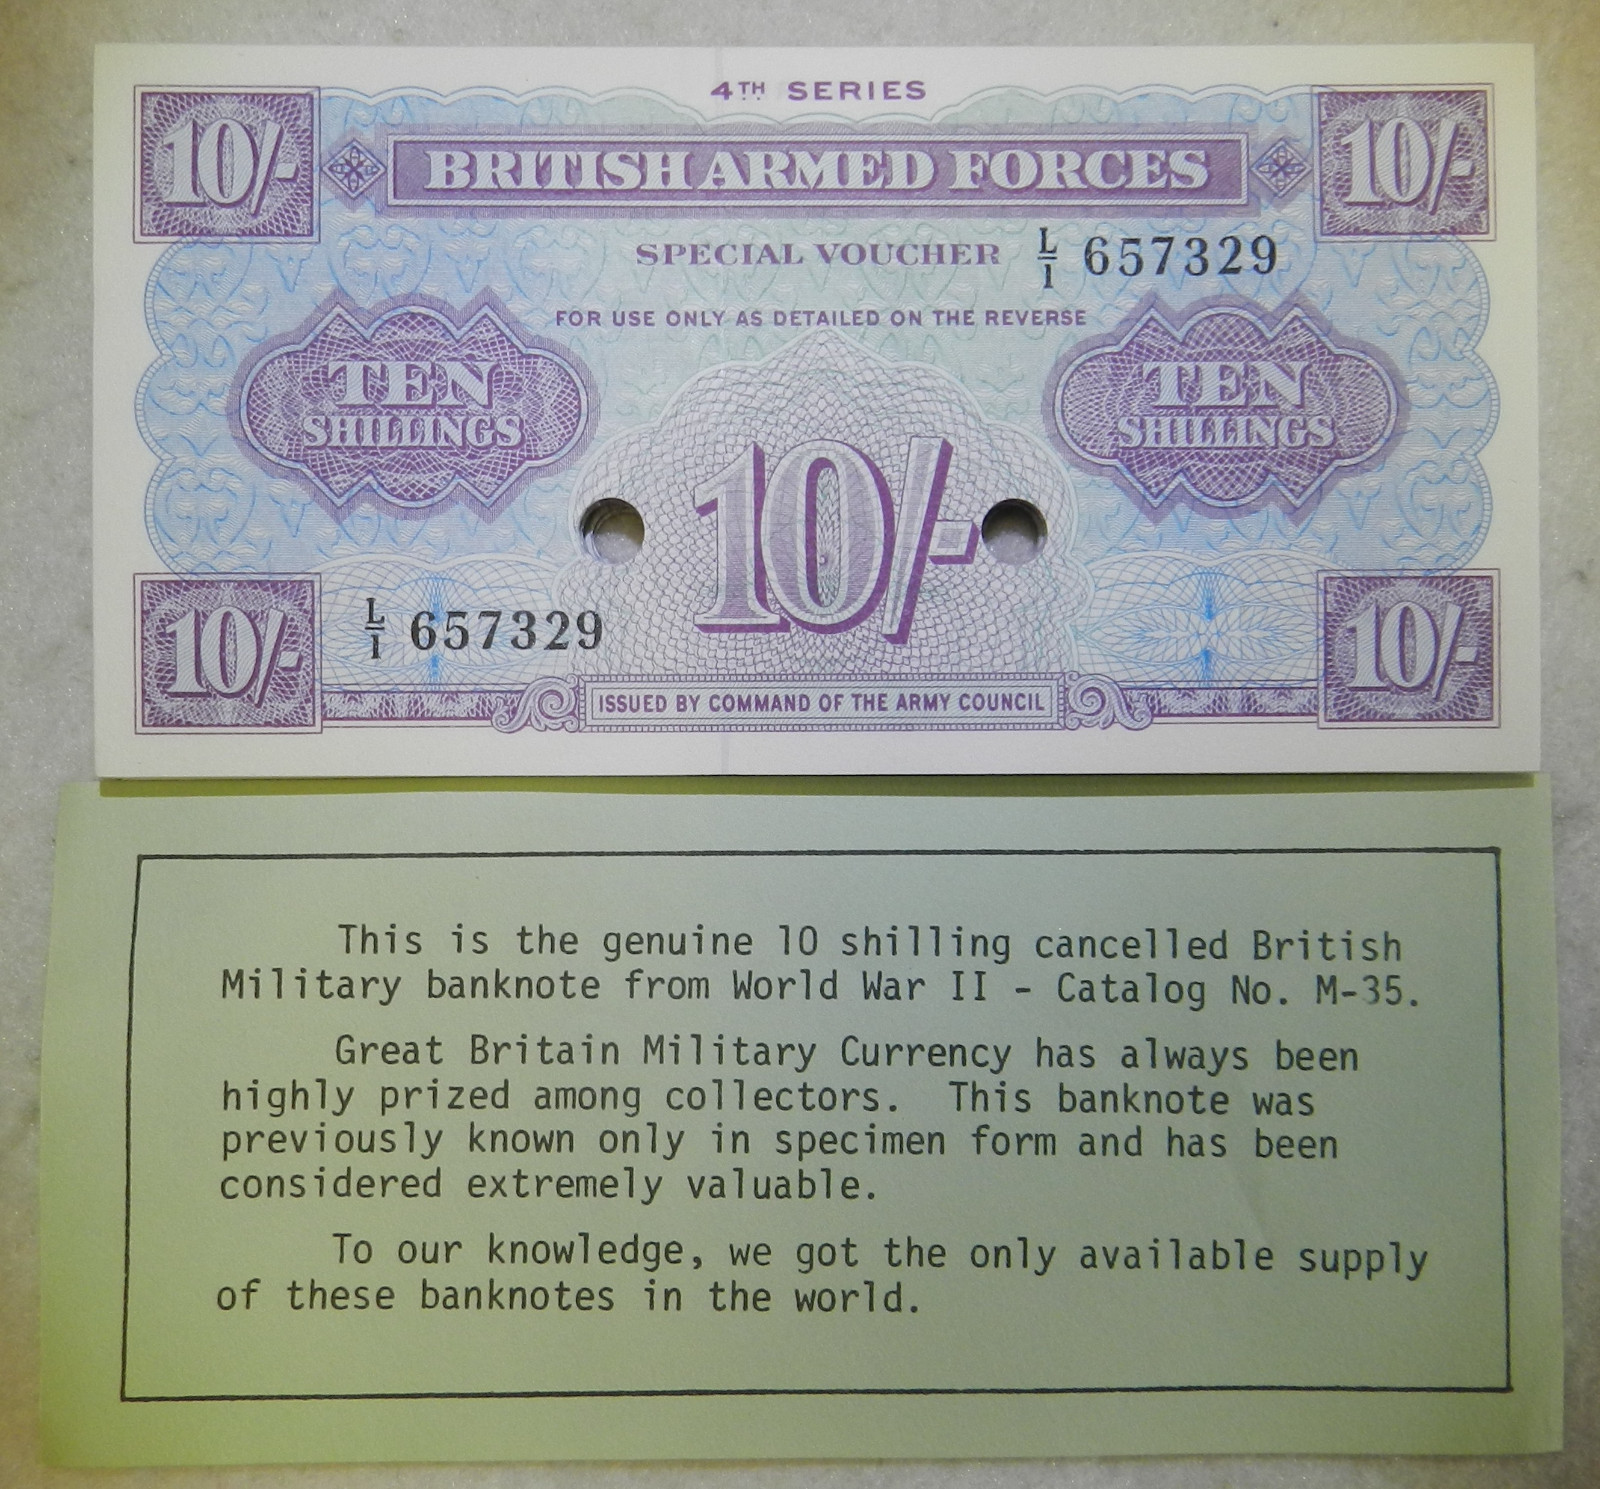 4TH SERIES
10/-
BRITISH ARMED FORCES
10/-
SPECIAL VOUCHER L/1 657329
FOR USE ONLY AS DETAILED ON THE REVERSE
TEN
SHILLINGS
TEN
SHILLINGS
10/-
L/1 657329
10/-
10/-
ISSUED BY COMMAND OF THE ARMY COUNCIL
This is the genuine 10 shilling cancelled British
Military banknote from World War II - Catalog No. M-35.
Great Britain Military Currency has always been
highly prized among collectors. This banknote was
previously known only in specimen form and has been
considered extremely valuable.
To our knowledge, we got the only available supply
of these banknotes in the world.